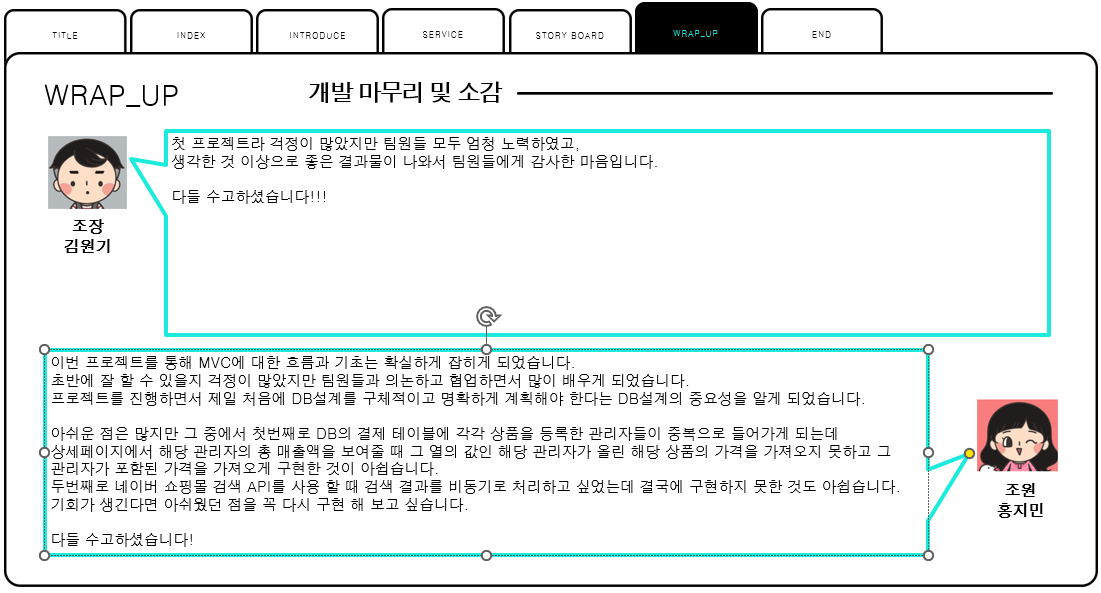 TITLE
INDEX
INTRODUCE
SERVICE
STORY BOARD
WRAP_UP
END
WRAP_UP
개발 마무리 및 소감
첫 프로젝트라 걱정이 많았지만 팀원들 모두 엄청 노력하였고,
생각한 것 이상으로 좋은 결과물이 나와서 팀원들에게 감사한 마음입니다.
다들 수고하셨습니다!!!
조장
김원기
이번 프로젝트를 통해 MVC에 대한 흐름과 기초는 확실하게 잡히게 되었습니다.
초반에 잘 할 수 있을지 걱정이 많았지만 팀원들과 의논하고 협업하면서 많이 배우게 되었습니다.
프로젝트를 진행하면서 제일 처음에 DB설계를 구체적이고 명확하게 계획해야 한다는 DB설계의 중요성을 알게 되었습니다.
아쉬운 점은 많지만 그 중에서 첫번째로 DB의 결제 테이블에 각각 상품을 등록한 관리자들이 중복으로 들어가게 되는데
상세페이지에서 해당 관리자의 총 매출액을 보여줄 때 그 열의 값인 해당 관리자가 올린 해당 상품의 가격을 가져오지 못하고 그
관리자가 포함된 가격을 가져오게 구현한 것이 아쉽습니다.
두번째로 네이버 쇼핑몰 검색 API를 사용 할 때 검색 결과를 비동기로 처리하고 싶었는데 결국에 구현하지 못한 것도 아쉽습니다.
기회가 생긴다면 아쉬웠던 점을 꼭 다시 구현 해 보고 싶습니다.
다들 수고하셨습니다!
조원
홍지민